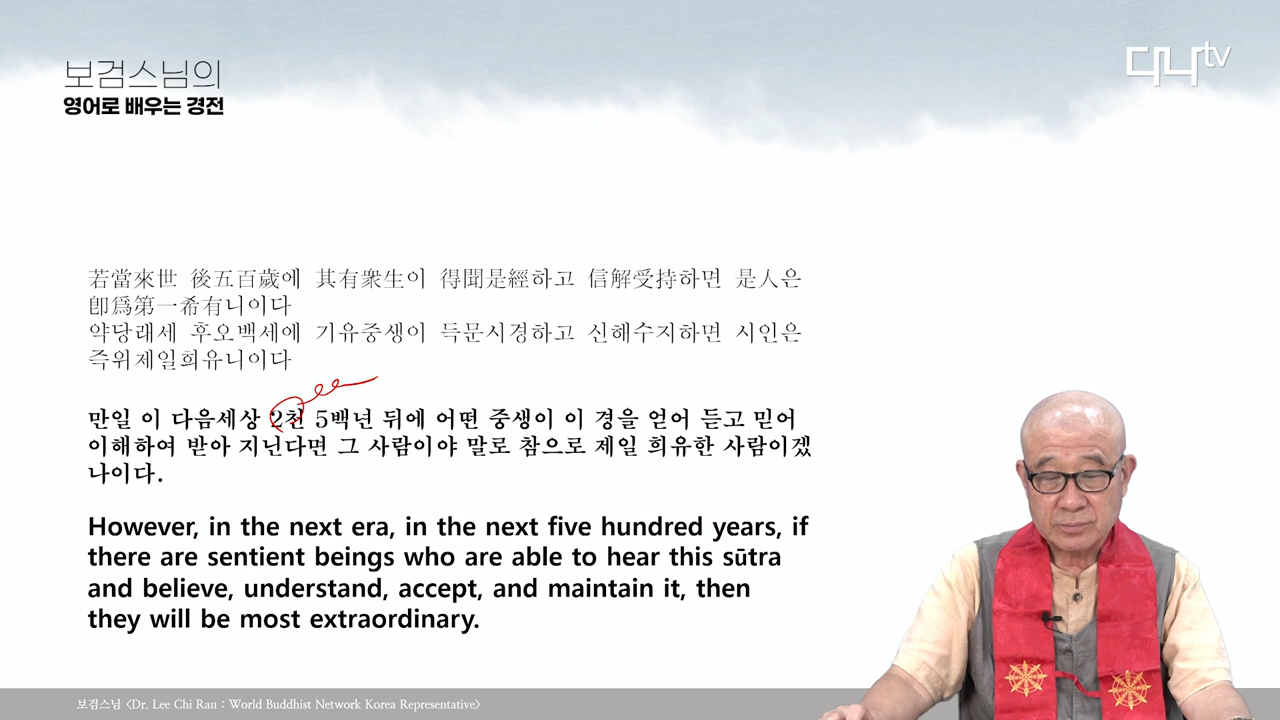 보검스님의
영어로 배우는 경전
다나tv
若當來世 後五百歲에 其有衆生이 得聞是經하고 信解受持하면 是人은
卽爲第一希有니이다
약당래세 후오백세에 기유중생이 득문시경하고 신해수지하면 시인은
즉위제일희유니이다
만일 이 다음세상 2천 5백년 뒤에 어떤 중생이 이 경을 얻어 듣고 믿어
이해하여 받아 지닌다면 그 사람이야 말로 참으로 제일 희유한 사람이겠
나이다.
However, in the next era, in the next five hundred years, if
there are sentient beings who are able to hear this sūtra
and believe, understand, accept, and maintain it, then
they will be most extraordinary.
보검스님 <Dr. Lee Chi Ran : World Buddhist Network Korea Representative>